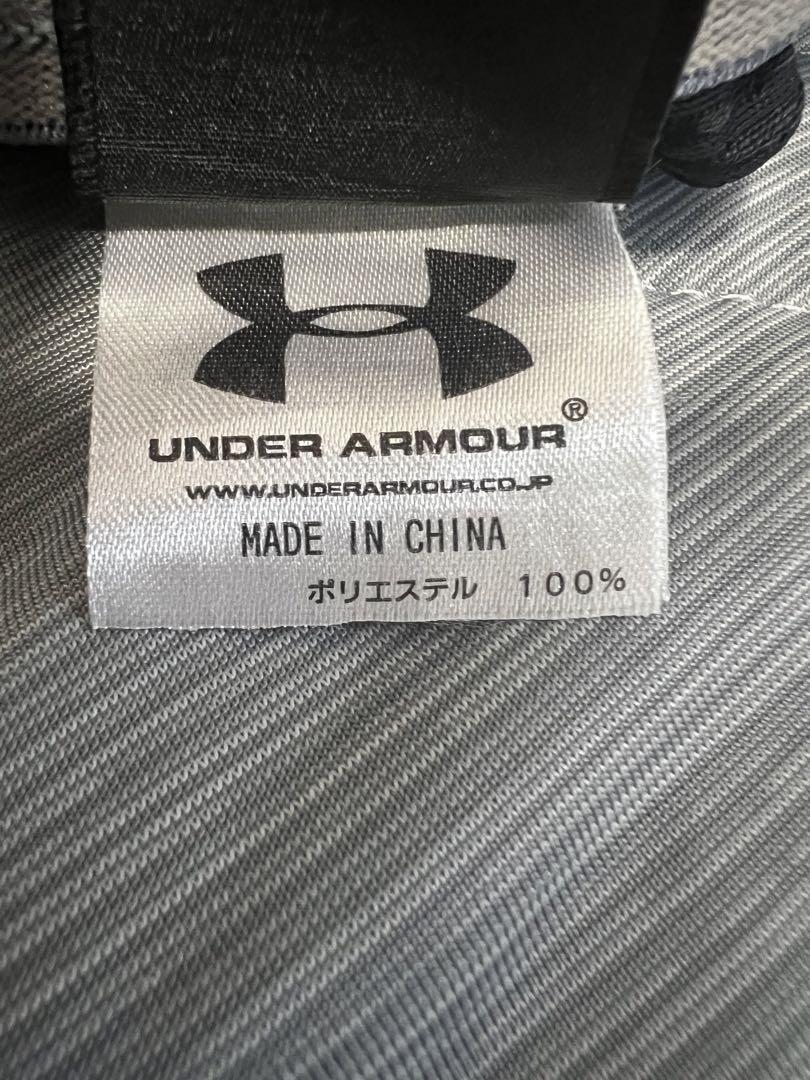 UNDER ARMOUR®
WWW.UNDERARMOUR.CO.JP
MADE IN CHINA
ポリエステル 100%